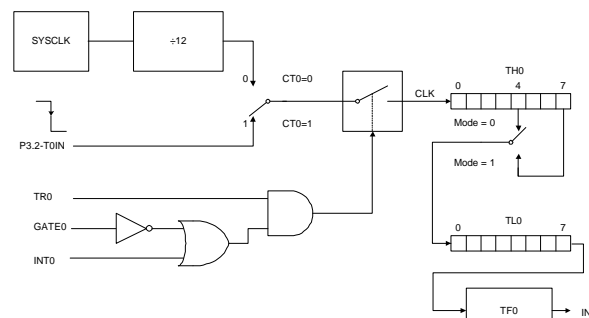 SYSCLK
÷12
0
CT0=0
1
CT0=1
P3.2-T0IN
CLK
TH0
0 4 7
Mode = 0
Mode = 1
TR0
GATE0
INT0
TL0
0 7
TF0